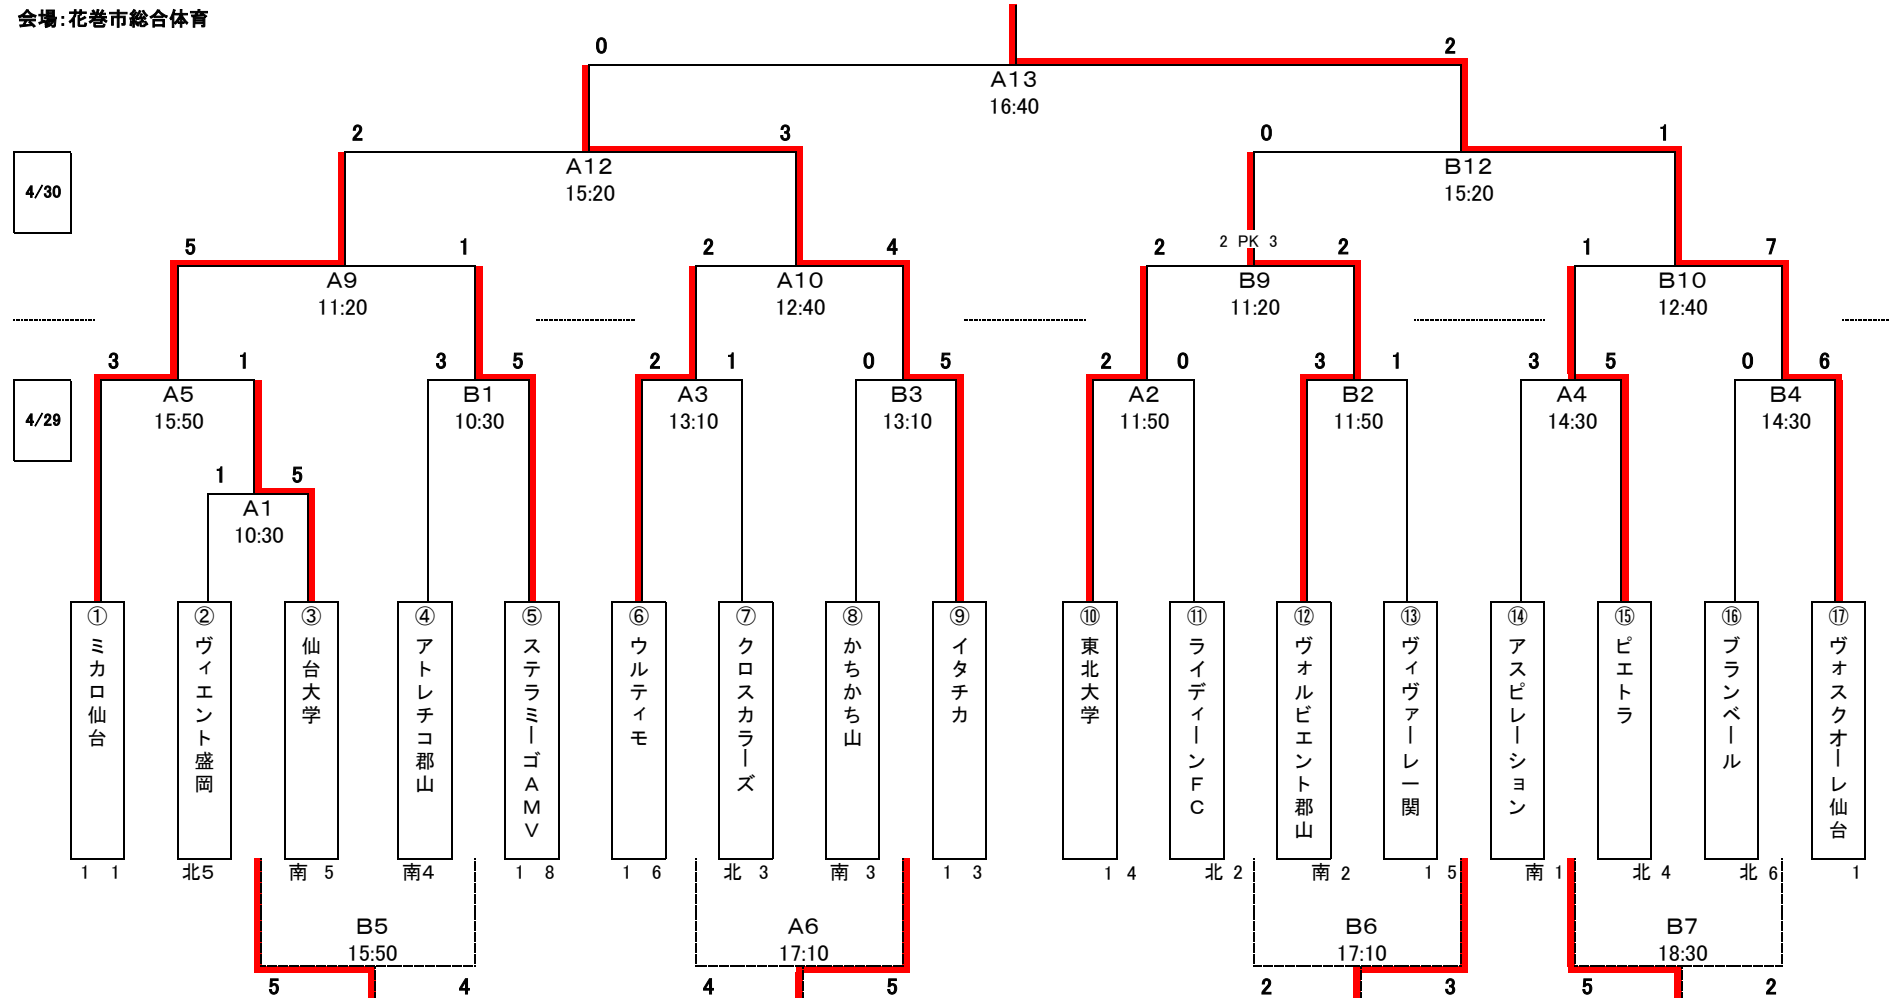 会場:花巻市総合体育
0 2
A13
16:40
2 3 0 1
4/30
A12 B12
15:20 15:20
5 1 2 4 2 2 PK 3 2 1 7
A9 A10 B9 B10
11:20 12:40 11:20 12:40
3 1 3 5 2 1 0 5 2 0 3 1 3 5 0 6
4/29
A5 B1 A3 B3 A2 B2 A4 B4
15:50 10:30 13:10 13:10 11:50 11:50 14:30 14:30
1 5
A1
10:30
① ミカロ仙台
② ヴィエント盛岡
③ 仙台大学
④ アトレチコ郡山
⑤ ステラミーゴAMV
⑥ ウルティモ
⑦ クロスカラーズ
⑧ かちかち山
⑨ イタチカ
⑩ 東北大学
⑪ ライディーンFC
⑫ ヴォルビエント郡山
⑬ ヴィヴァーレ一関
⑭ アスピレーション
⑮ ピエトラ
⑯ ブランベール
⑰ ヴォスクオーレ仙台
1 1 北5 南 5 南4 1 8 1 6 北 3 南 3 1 3 1 4 北 2 南 2 1 5 南 1 北 4 北 6 1
B5 A6 B6 B7
15:50 17:10 17:10 18:30
5 4 4 5 2 3 5 2